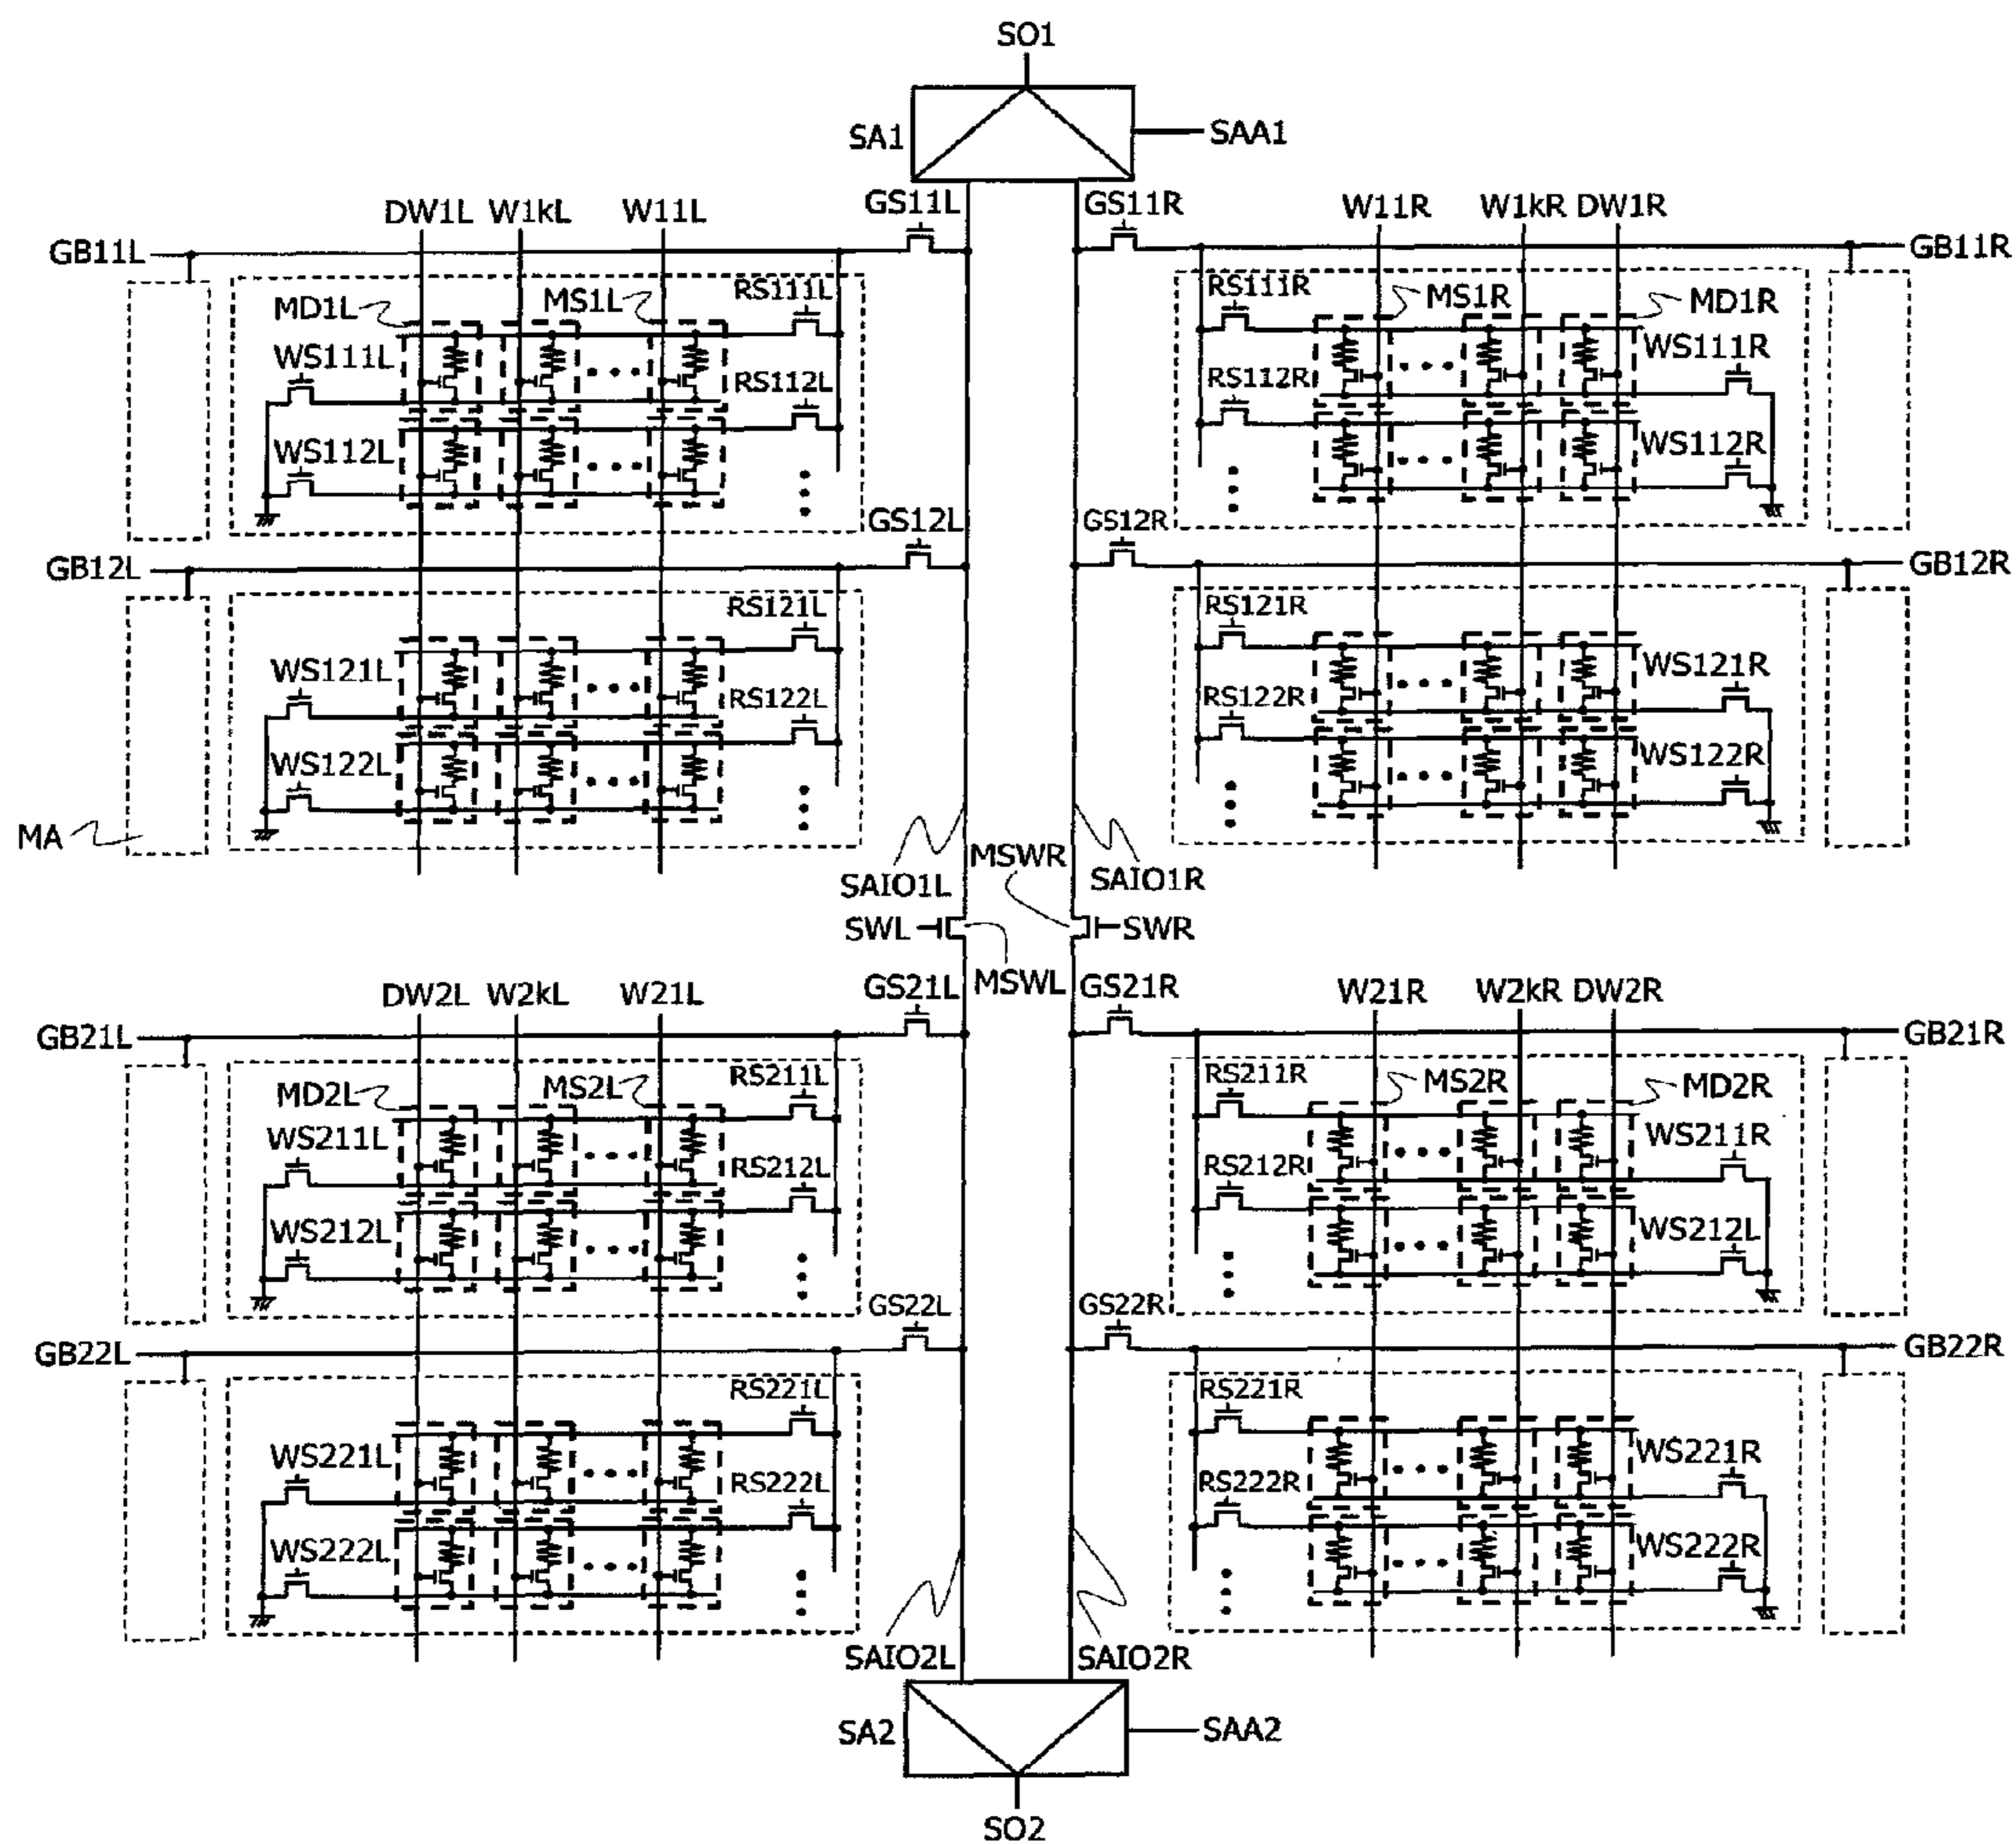 SO1
SA1
SAA1
DW1L W1kL W11L
GS11L GS11R
W11R W1kR DW1R
GB11L
GB11R
MD1L
MS1L
RS111L
RS111R
MS1R
MD1R
WS111L
WS111R
RS112L
RS112R
WS112L
WS112R
GS12L GS12R
GB12L
GB12R
RS121L
RS121R
WS121L
WS121R
RS122L
RS122R
WS122L
WS122R
MA
SAIO1L
MSWR
SAIO1R
SWL
SWR
MSWL
DW2L W2kL W21L
GS21L GS21R
W21R W2kR DW2R
GB21L
GB21R
MD2L
MS2L
RS211L
RS211R
MS2R
MD2R
WS211L
WS211R
RS212L
RS212R
WS212L
WS212L
GS22L GS22R
GB22L
GB22R
RS221L
RS221R
WS221L
WS221R
RS222L
RS222R
WS222L
WS222R
SAIO2L
SAIO2R
SA2
SAA2
SO2